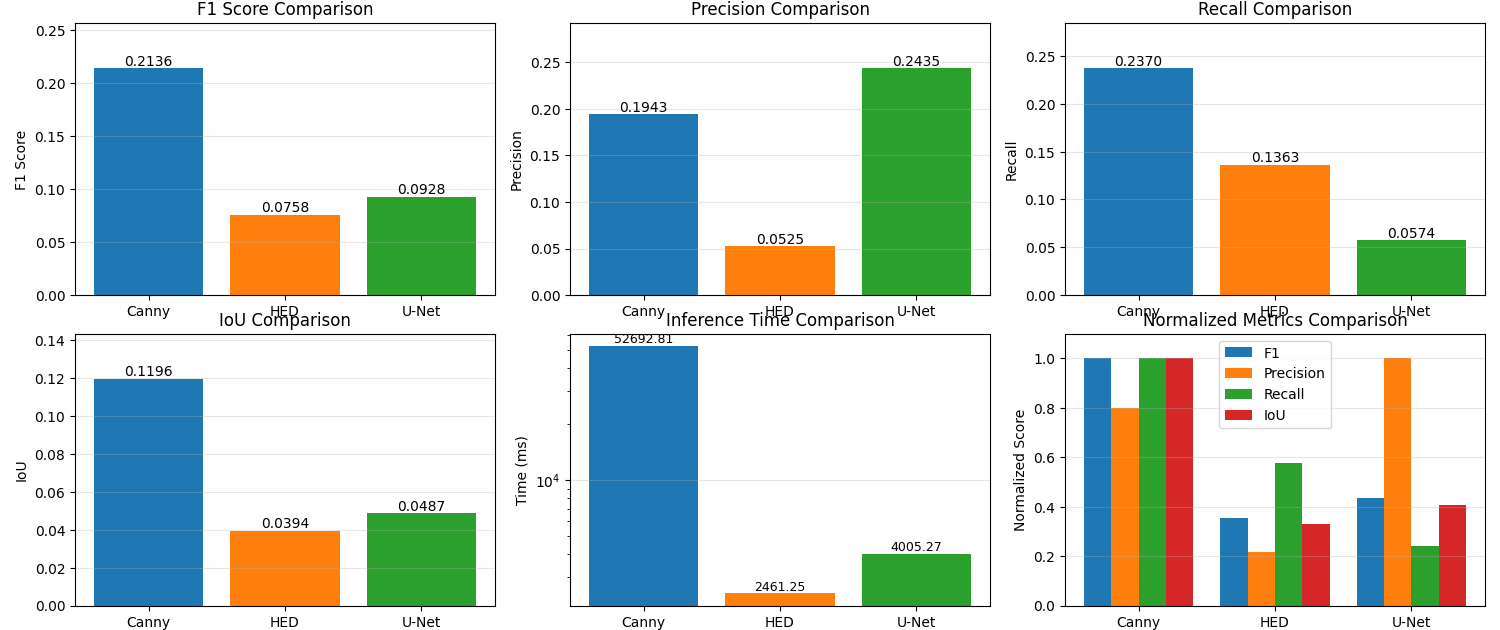 F1 Score Comparison
F1 Score
0.25
0.20
0.15
0.10
0.05
0.00
0.2136
0.0758
0.0928
Canny
HED
U-Net
Precision Comparison
Precision
0.25
0.20
0.15
0.10
0.05
0.00
0.1943
0.0525
0.2435
Canny
HED
U-Net
Recall Comparison
Recall
0.25
0.20
0.15
0.10
0.05
0.00
0.2370
0.1363
0.0574
Canny
HED
U-Net
IoU Comparison
IoU
0.14
0.12
0.10
0.08
0.06
0.04
0.02
0.00
0.1196
0.0394
0.0487
Canny
HED
U-Net
Inference Time Comparison
Time (ms)
10⁴
52692.81
2461.25
4005.27
Canny
HED
U-Net
Normalized Metrics Comparison
Normalized Score
1.0
0.8
0.6
0.4
0.2
0.0
F1
Precision
Recall
IoU
Canny
HED
U-Net